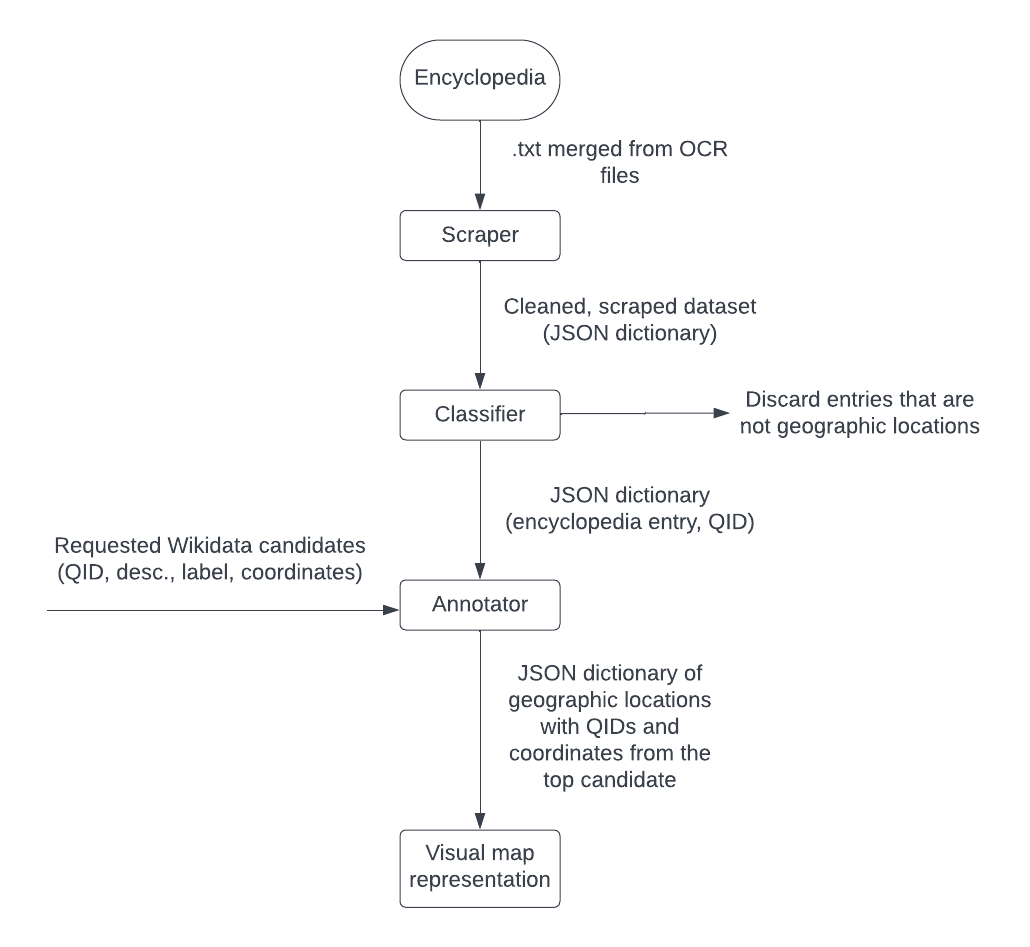 Encyclopedia
.txt merged from OCR
files
Scraper
Cleaned, scraped dataset
(JSON dictionary)
Classifier
Discard entries that are
not geographic locations
JSON dictionary
(encyclopedia entry, QID)
Requested Wikidata candidates
(QID, desc., label, coordinates)
Annotator
JSON dictionary of
geographic locations
with QIDs and
coordinates from the
top candidate
Visual map
representation